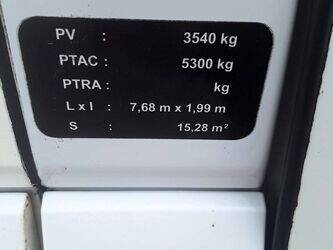 PV : 3540 kg
PTAC : 5300 kg
PTRA : kg
L x l : 7,68 m x 1,99 m
S : 15,28 m²